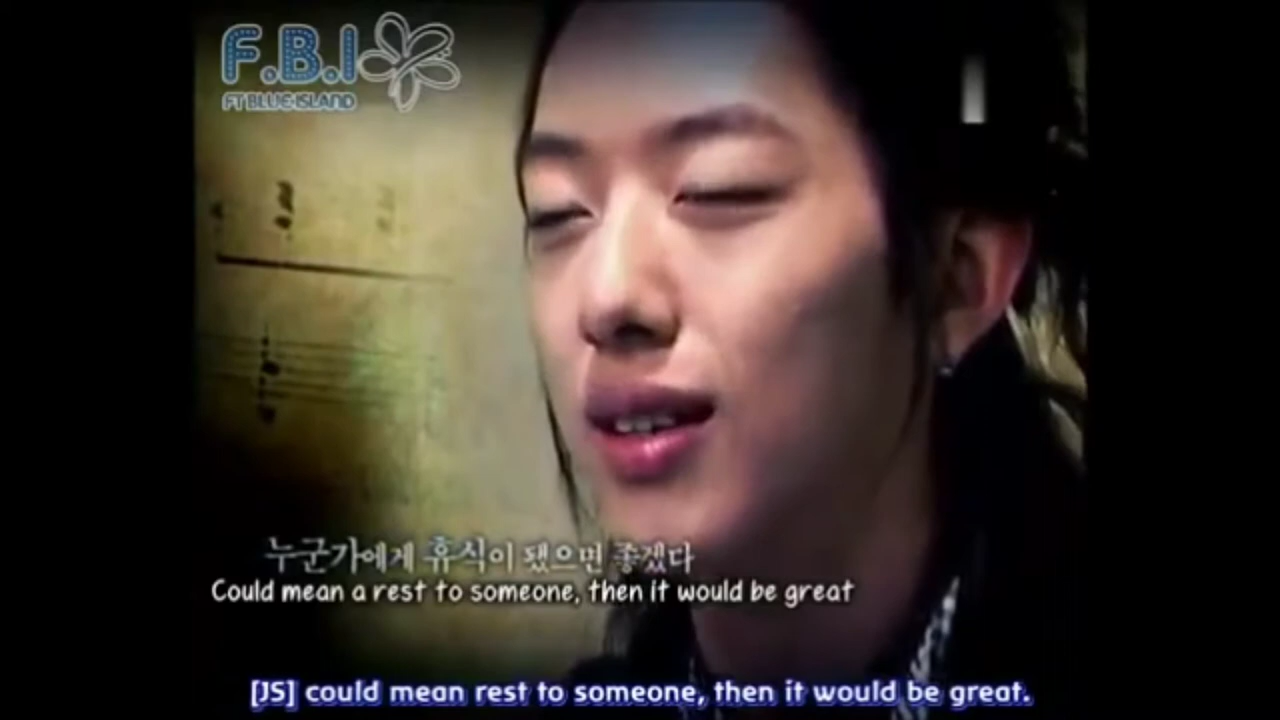 F.B.I
FT BLUE ISLAND
누군가에게 휴식이 됐으면 좋겠다
Could mean a rest to someone, then it would be great
[JS] could mean rest to someone, then it would be great.